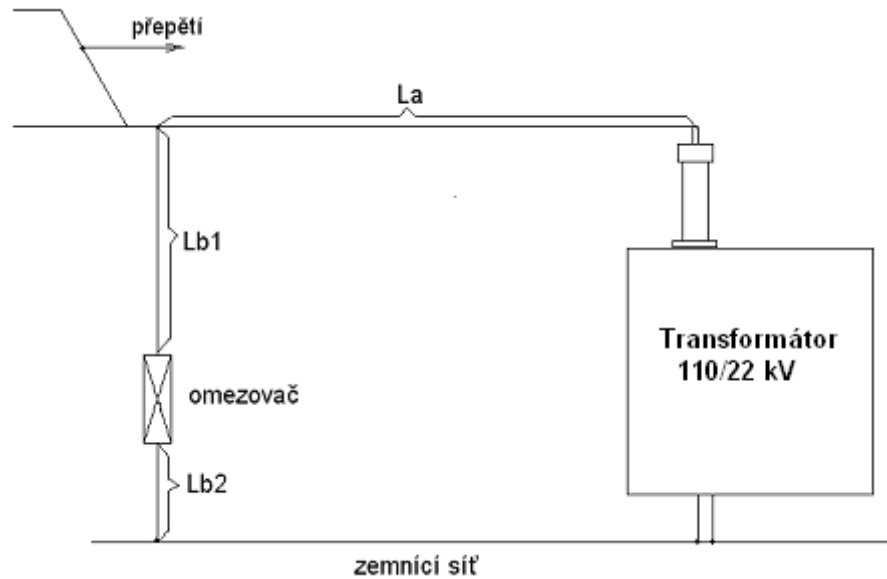 přepětí
La
Lb1
Transformátor
110/22 kV
omezovač
Lb2
zemnící síť